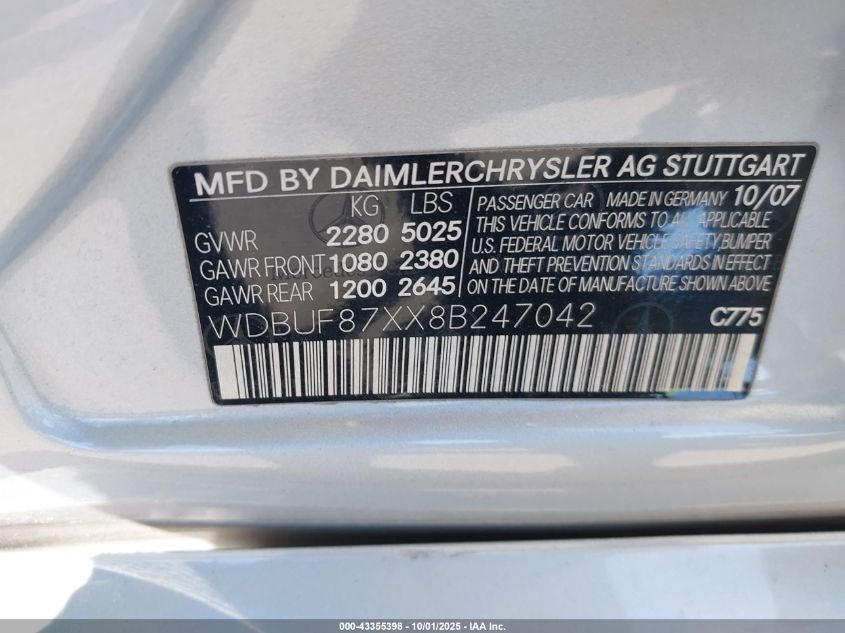 MFD BY DAIMLERCHRYSLER AG STUTTGART
KG LBS
GVWR 2280 5025
GAWR FRONT 1080 2380
GAWR REAR 1200 2645
PASSENGER CAR MADE IN GERMANY 10/07
THIS VEHICLE CONFORMS TO ALL APPLICABLE
U.S. FEDERAL MOTOR VEHICLE SAFETY, BUMPER
AND THEFT PREVENTION STANDARDS IN EFFECT
ON THE DATE OF MANUFACTURE SHOWN ABOVE.
WDBUF87XX8B247042
C775
000-43355398 - 10/01/2025 - IAA Inc.